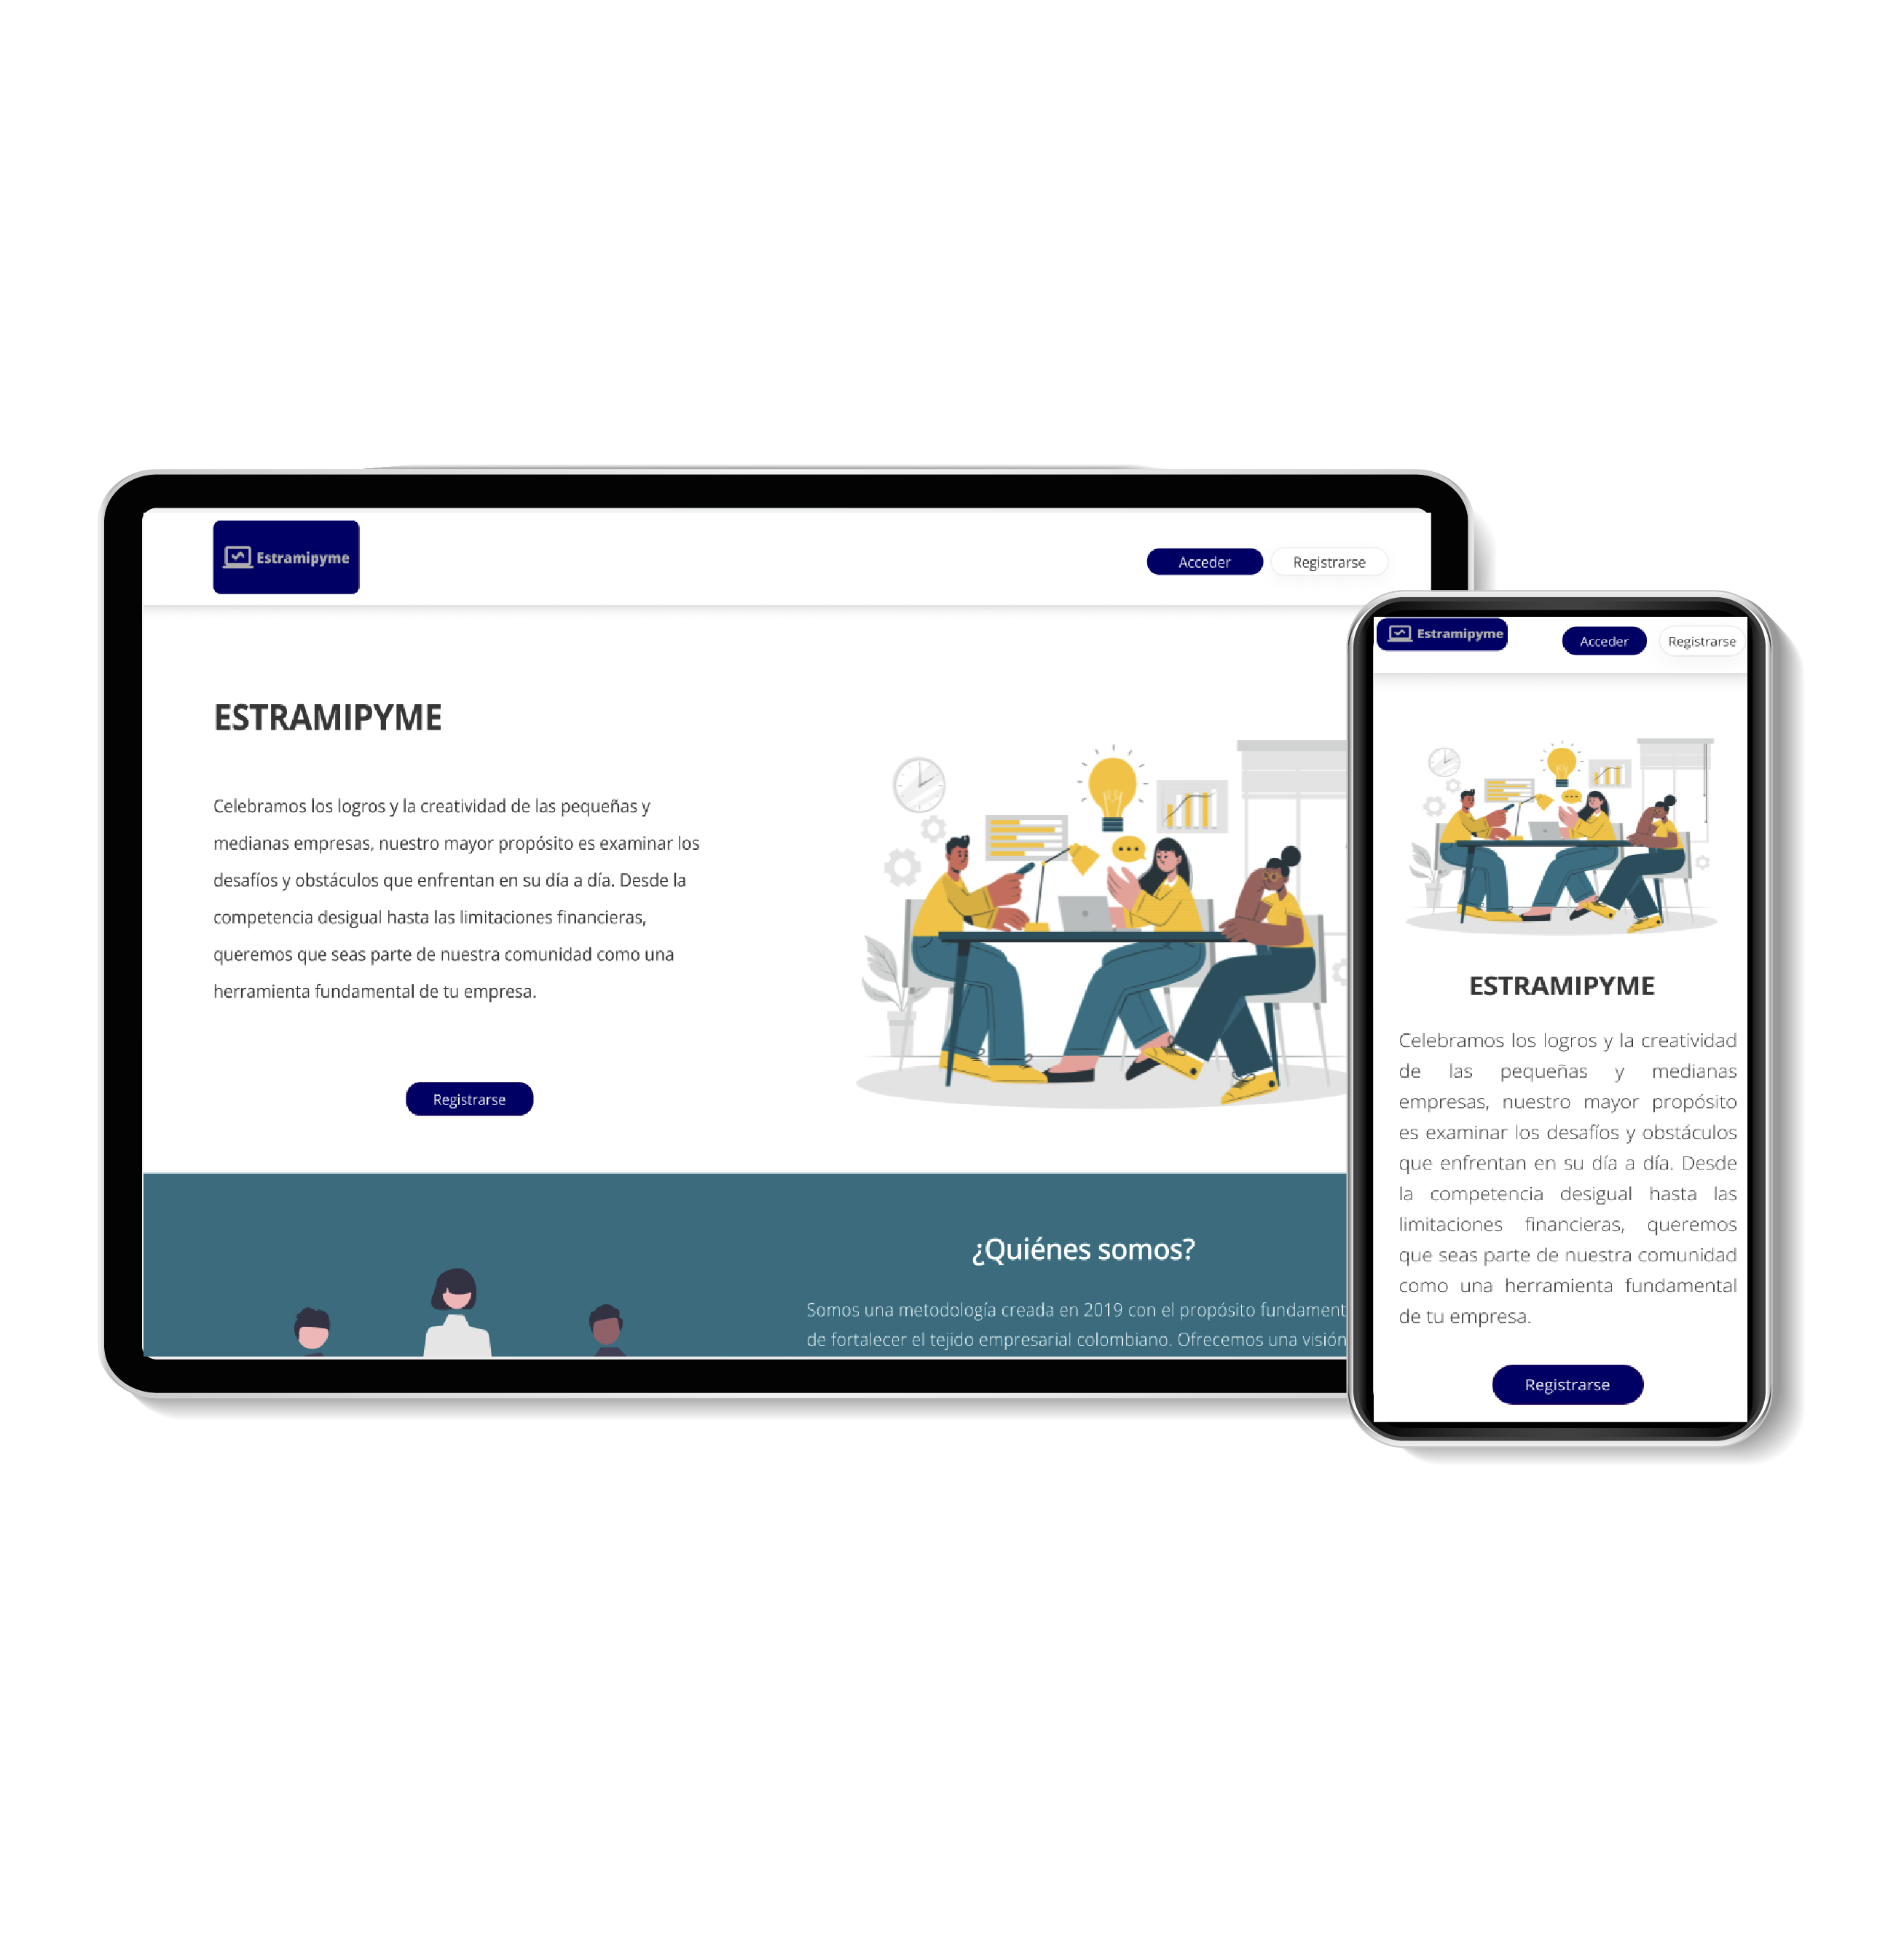 Estramipyme
Acceder
Registrarse
ESTRAMIPYME
Celebramos los logros y la creatividad de las pequeñas y
medianas empresas, nuestro mayor propósito es examinar los
desafíos y obstáculos que enfrentan en su día a día. Desde la
competencia desigual hasta las limitaciones financieras,
queremos que seas parte de nuestra comunidad como una
herramienta fundamental de tu empresa.
Registrarse
¿Quiénes somos?
Somos una metodología creada en 2019 con el propósito fundament
de fortalecer el tejido empresarial colombiano. Ofrecemos una visión
Estramipyme
Acceder
Registrarse
ESTRAMIPYME
Celebramos los logros y la creatividad
de las pequeñas y medianas
empresas, nuestro mayor propósito
es examinar los desafíos y obstáculos
que enfrentan en su día a día. Desde
la competencia desigual hasta las
limitaciones financieras, queremos
que seas parte de nuestra comunidad
como una herramienta fundamental
de tu empresa.
Registrarse